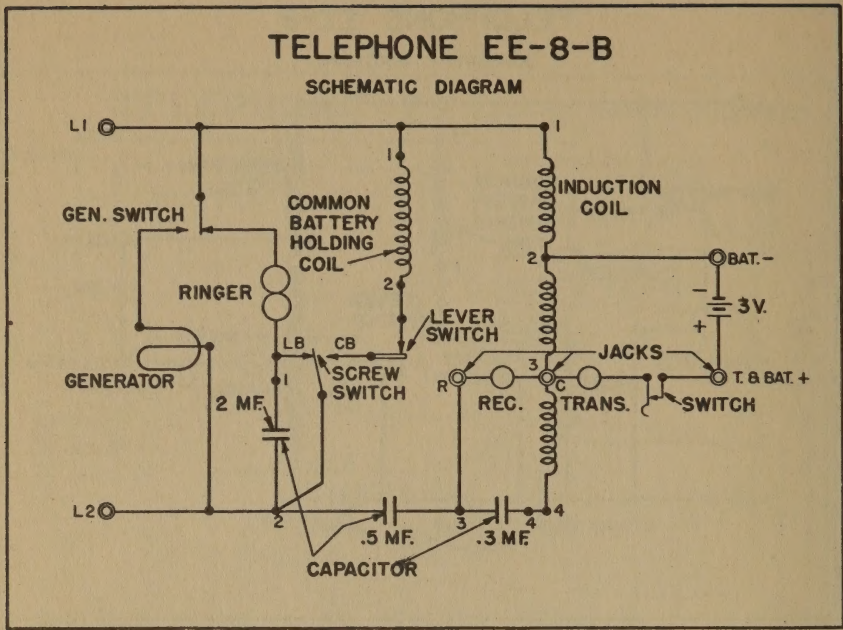 TELEPHONE EE-8-B
SCHEMATIC DIAGRAM
L1
1
1
INDUCTION
COIL
GEN. SWITCH
COMMON
BATTERY
HOLDING
COIL
2
BAT.-
RINGER
2
-
3 V.
+
LEVER
SWITCH
LB
CB
3
JACKS
SCREW
SWITCH
R
C
T. & BAT. +
GENERATOR
1
REC.
TRANS.
SWITCH
2 MF.
L2
2
3
4
4
.5 MF.
.3 MF.
CAPACITOR